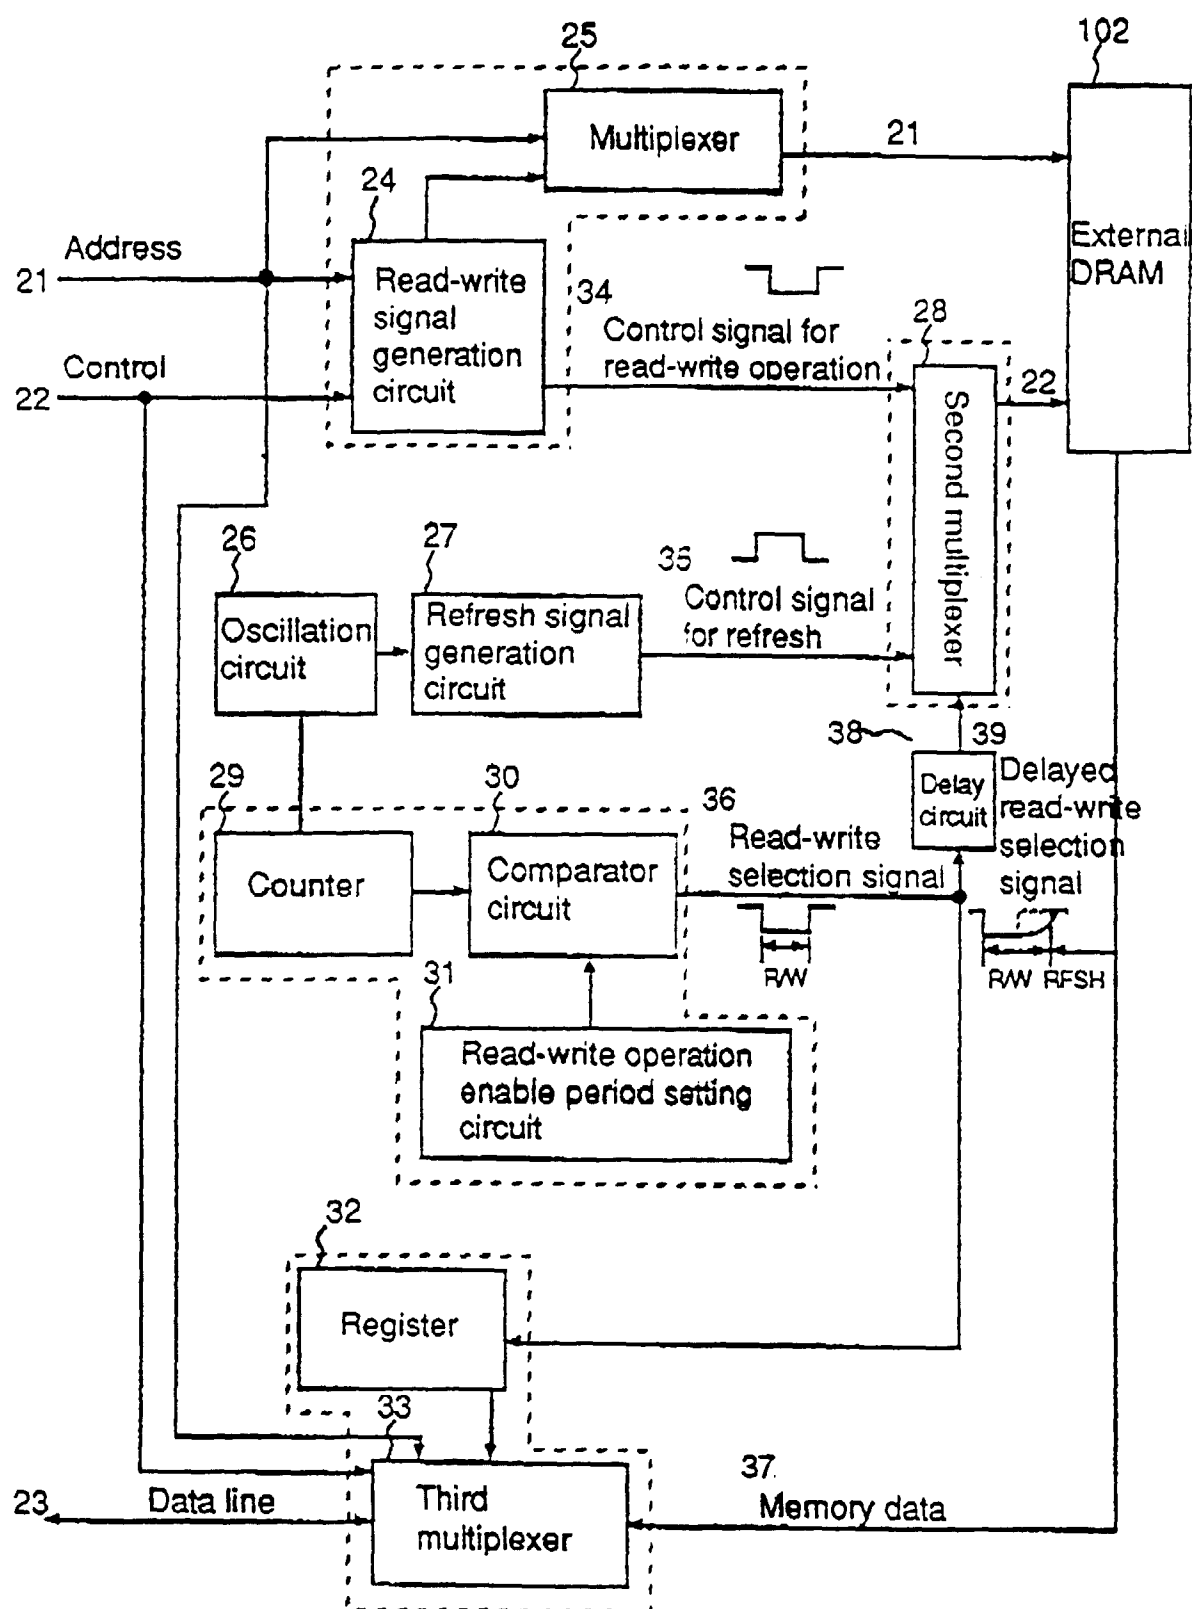 25
102
Multiplexer
21
24
Address
21
Read-write
signal
generation
circuit
External
DRAM
34
Control signal for
read-write operation
28
Control
22
22
Second multiplexer
26
27
35
Oscillation
circuit
Refresh signal
generation
circuit
Control signal
for refresh
38
39
29
30
36
Delay
circuit
Delayed
read-write
selection
signal
Counter
Comparator
circuit
Read-write
selection signal
R/W
R/W
RFSH
31
Read-write operation
enable period setting
circuit
32
Register
33
37
23
Data line
Third
multiplexer
Memory data